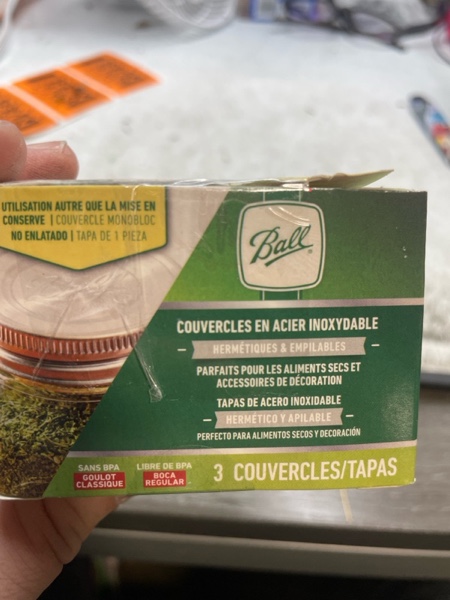 UTILISATION AUTRE QUE LA MISE EN
CONSERVE | COUVERCLE MONOBLOC
NO ENLATADO | TAPA DE 1 PIEZA
Ball
COUVERCLES EN ACIER INOXYDABLE
HERMÉTIQUES & EMPILABLES
PARFAITS POUR LES ALIMENTS SECS ET
ACCESSOIRES DE DÉCORATION
TAPAS DE ACERO INOXIDABLE
HERMÉTICO Y APILABLE
PERFECTO PARA ALIMENTOS SECOS Y DECORACIÓN
SANS BPA
GOULOT
CLASSIQUE
LIBRE DE BPA
BOCA
REGULAR
3 COUVERCLES/TAPAS